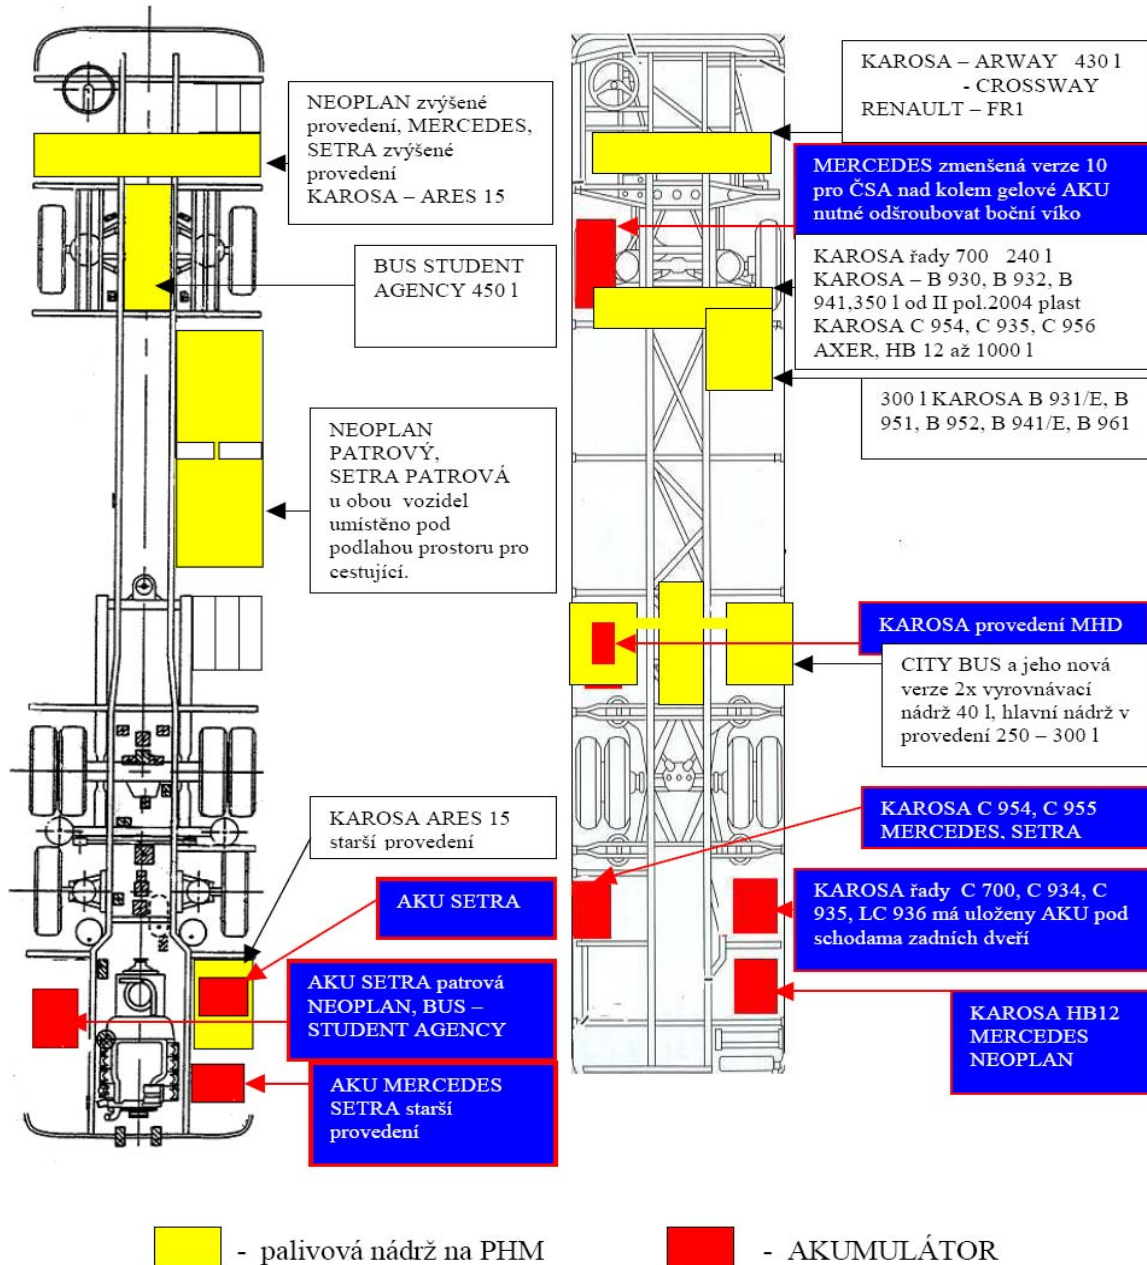 NEOPLAN zvýšené
provedení, MERCEDES,
SETRA zvýšené
provedení
KAROSA – ARES 15
BUS STUDENT
AGENCY 450 l
NEOPLAN
PATROVÝ,
SETRA PATROVÁ
u obou vozidel
umístěno pod
podlahou prostoru pro
cestující.
KAROSA ARES 15
starší provedení
AKU SETRA
AKU SETRA patrová
NEOPLAN, BUS –
STUDENT AGENCY
AKU MERCEDES
SETRA starší
provedení
KAROSA – ARWAY 430 l
- CROSSWAY
RENAULT – FR1
MERCEDES zmenšená verze 10
pro ČSA nad kolem gelové AKU
nutné odšroubovat boční víko
KAROSA řady 700 240 l
KAROSA – B 930, B 932, B
941,350 l od II pol.2004 plast
KAROSA C 954, C 935, C 956
AXER, HB 12 až 1000 l
300 l KAROSA B 931/E, B
951, B 952, B 941/E, B 961
KAROSA provedení MHD
CITY BUS a jeho nová
verze 2x vyrovnávací
nádrž 40 l, hlavní nádrž v
provedení 250 – 300 l
KAROSA C 954, C 955
MERCEDES, SETRA
KAROSA řady C 700, C 934, C
935, LC 936 má uloženy AKU pod
schodama zadních dveří
KAROSA HB12
MERCEDES
NEOPLAN
- palivová nádrž na PHM
- AKUMULÁTOR